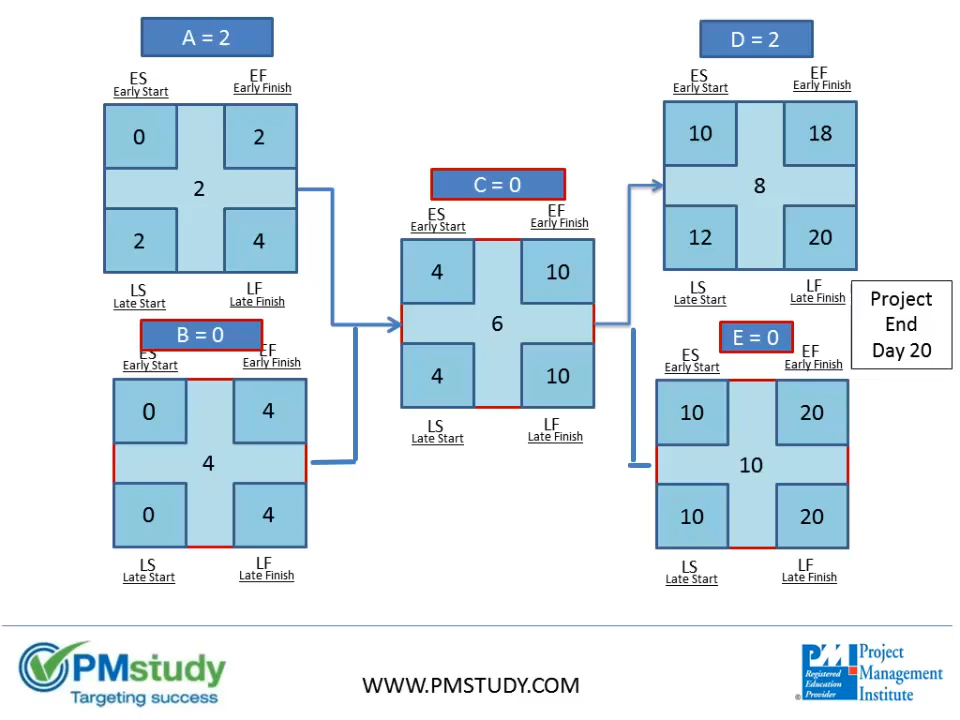 A = 2
ES
Early Start
EF
Early Finish
0
2
2
2
4
LS
Late Start
LF
Late Finish
B = 0
ES
Early Start
EF
Early Finish
0
4
4
0
4
LS
Late Start
LF
Late Finish
C = 0
ES
Early Start
EF
Early Finish
4
10
6
4
10
LS
Late Start
LF
Late Finish
D = 2
ES
Early Start
EF
Early Finish
10
18
8
12
20
LS
Late Start
LF
Late Finish
Project
End
Day 20
E = 0
ES
Early Start
EF
Early Finish
10
20
10
10
20
LS
Late Start
LF
Late Finish
PMstudy
Targeting success
WWW.PMSTUDY.COM
PMI
Registered
Education
Provider
®
Project
Management
Institute